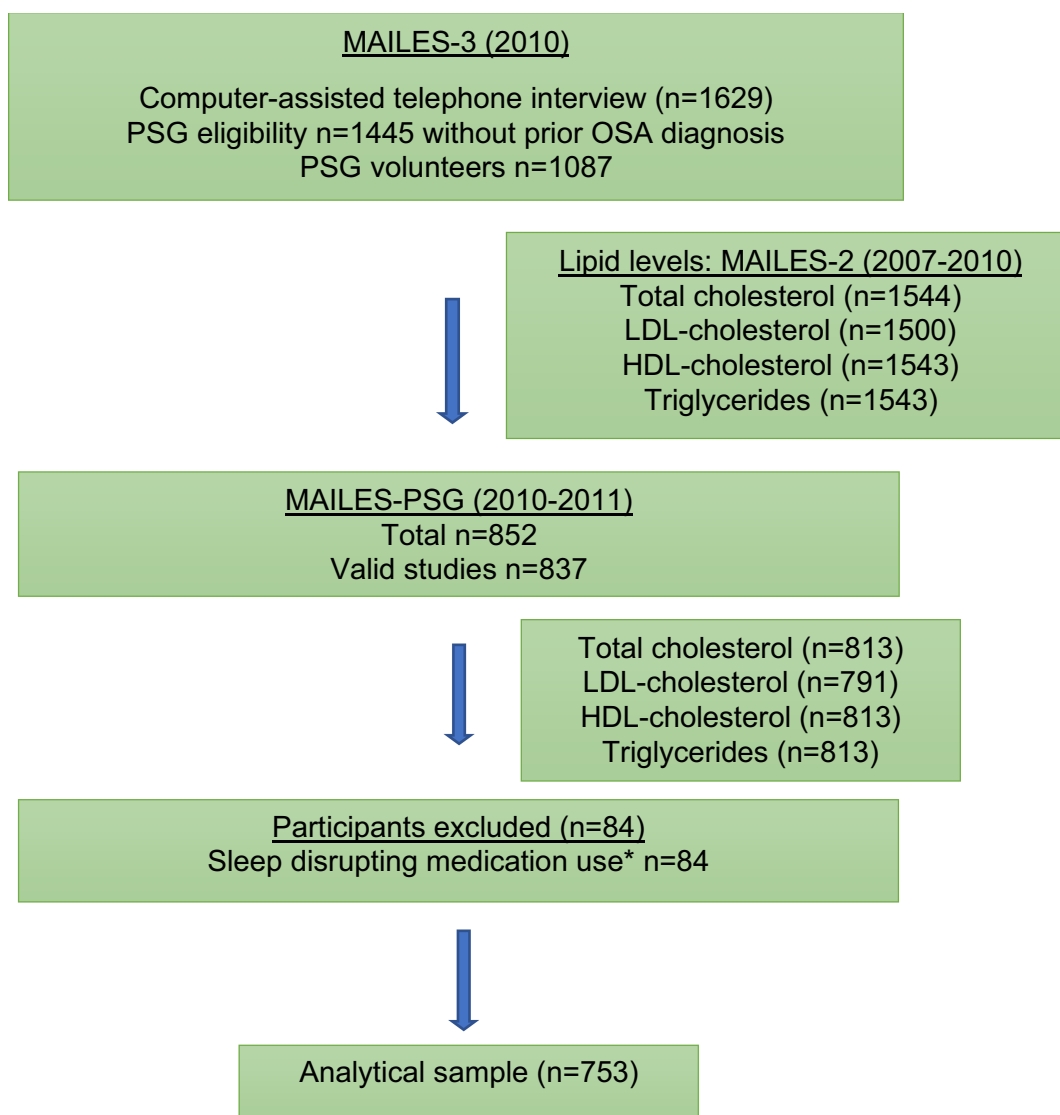 MAILES-3 (2010)
Computer-assisted telephone interview (n=1629)
PSG eligibility n=1445 without prior OSA diagnosis
PSG volunteers n=1087
Lipid levels: MAILES-2 (2007-2010)
Total cholesterol (n=1544)
LDL-cholesterol (n=1500)
HDL-cholesterol (n=1543)
Triglycerides (n=1543)
MAILES-PSG (2010-2011)
Total n=852
Valid studies n=837
Total cholesterol (n=813)
LDL-cholesterol (n=791)
HDL-cholesterol (n=813)
Triglycerides (n=813)
Participants excluded (n=84)
Sleep disrupting medication use* n=84
Analytical sample (n=753)